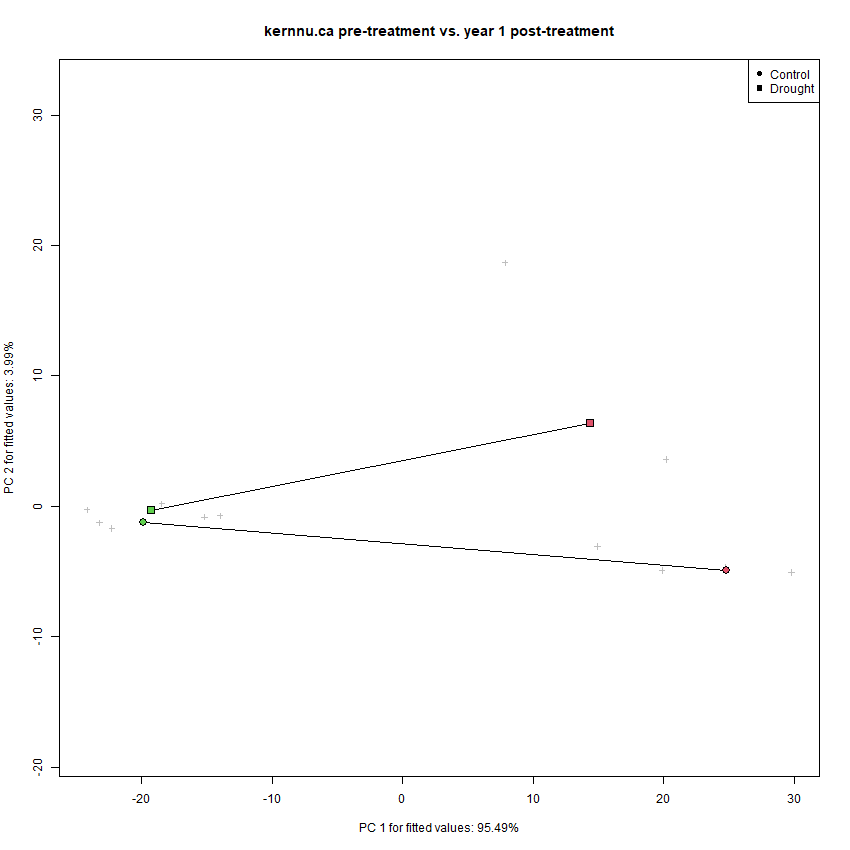 kernnu.ca pre-treatment vs. year 1 post-treatment
Control
Drought
30
20
10
0
-10
-20
PC 2 for fitted values: 3.99%
-20
-10
0
10
20
30
PC 1 for fitted values: 95.49%